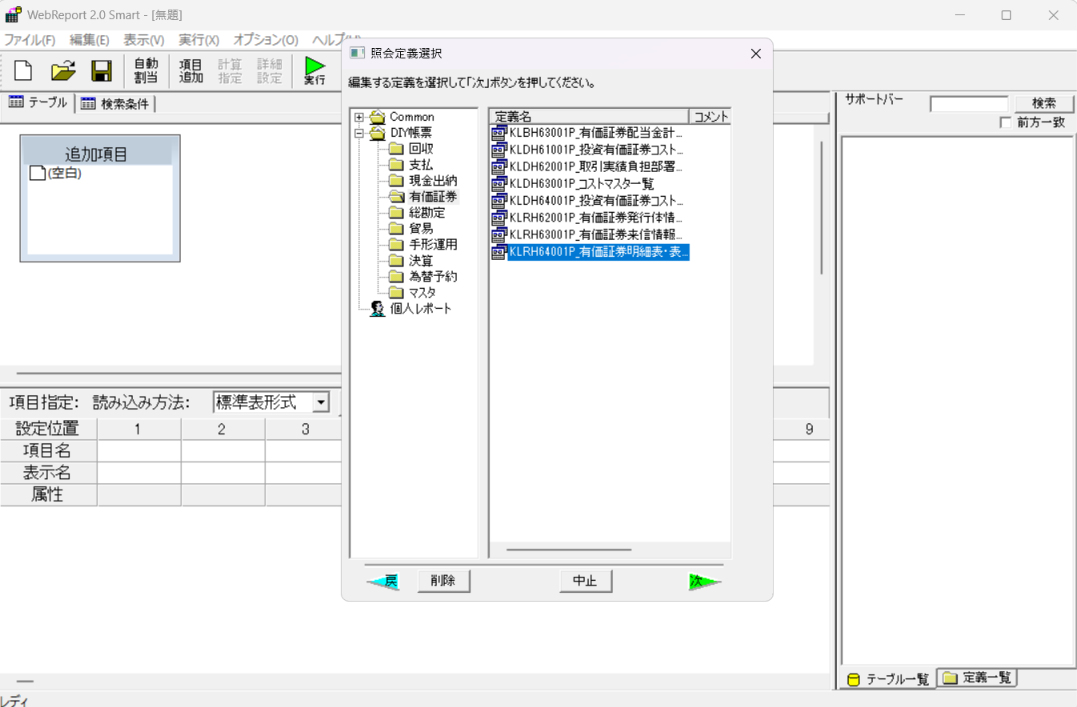 WebReport 2.0 Smart - [無題]
ファイル(F) 編集(E) 表示(V) 実行(X) オプション(O) ヘルプ(
自動割当 項目追加 計算指定 詳細設定 実行
テーブル 検索条件
追加項目
(空白)
項目指定: 読み込み方法: 標準表形式
設定位置 1 2 3 9
項目名
表示名
属性
レディ
照会定義選択
編集する定義を選択して「次」ボタンを押してください。
Common
DIY帳票
回収
支払
現金出納
有価証券
総勘定
貿易
手形運用
決算
為替予約
マスタ
個人レポート
定義名 コメント
KLBH63001P_有価証券配当金計...
KLDH61001P_投資有価証券コスト...
KLDH62001P_取引実績負担部署...
KLDH63001P_コストマスタ一覧
KLDH64001P_投資有価証券コスト...
KLRH62001P_有価証券発行体情...
KLRH63001P_有価証券来信情報...
KLRH64001P_有価証券明細表・表...
戻 削除 中止 次
サポートバー 検索
前方一致
テーブル一覧 定義一覧